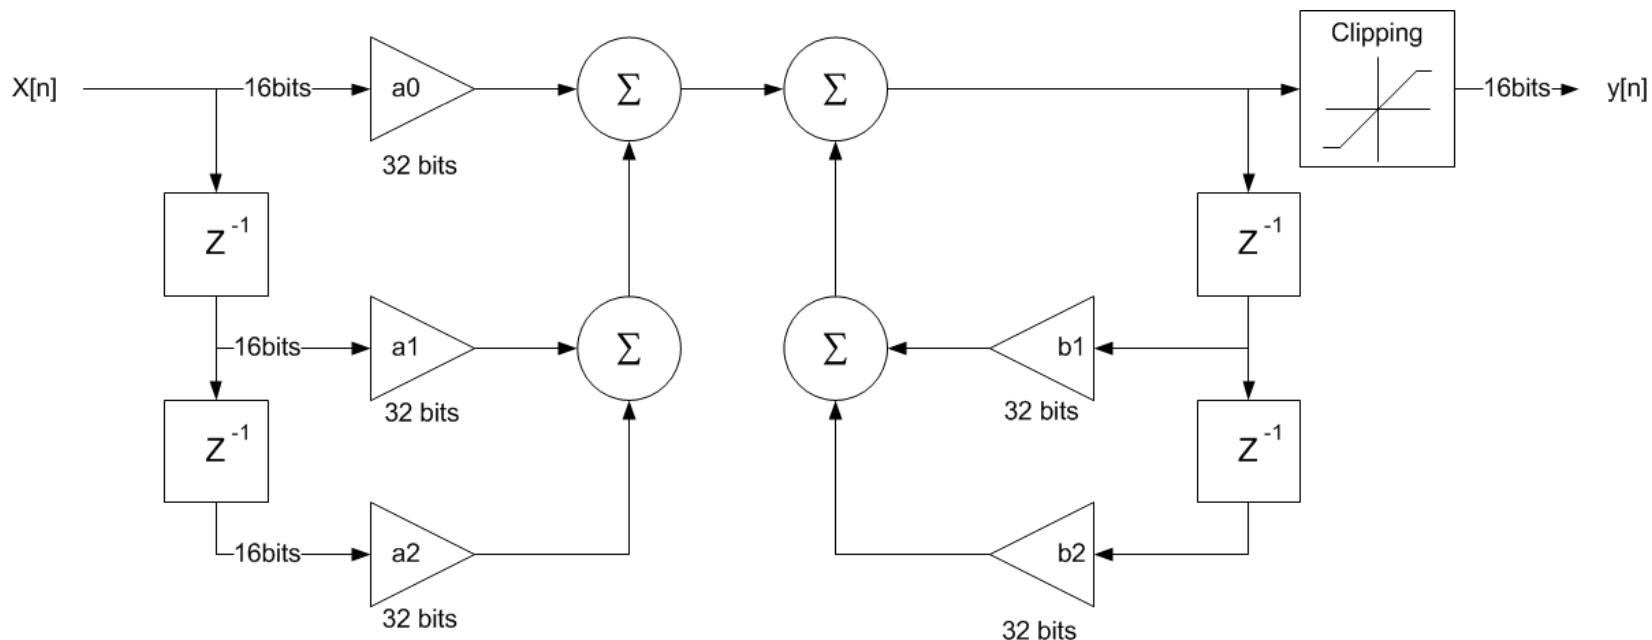 Clipping
X[n]
16bits
a0
Σ
Σ
16bits
y[n]
32 bits
Z -1
Z -1
16bits
a1
Σ
Σ
b1
32 bits
32 bits
Z -1
Z -1
16bits
a2
b2
32 bits
32 bits